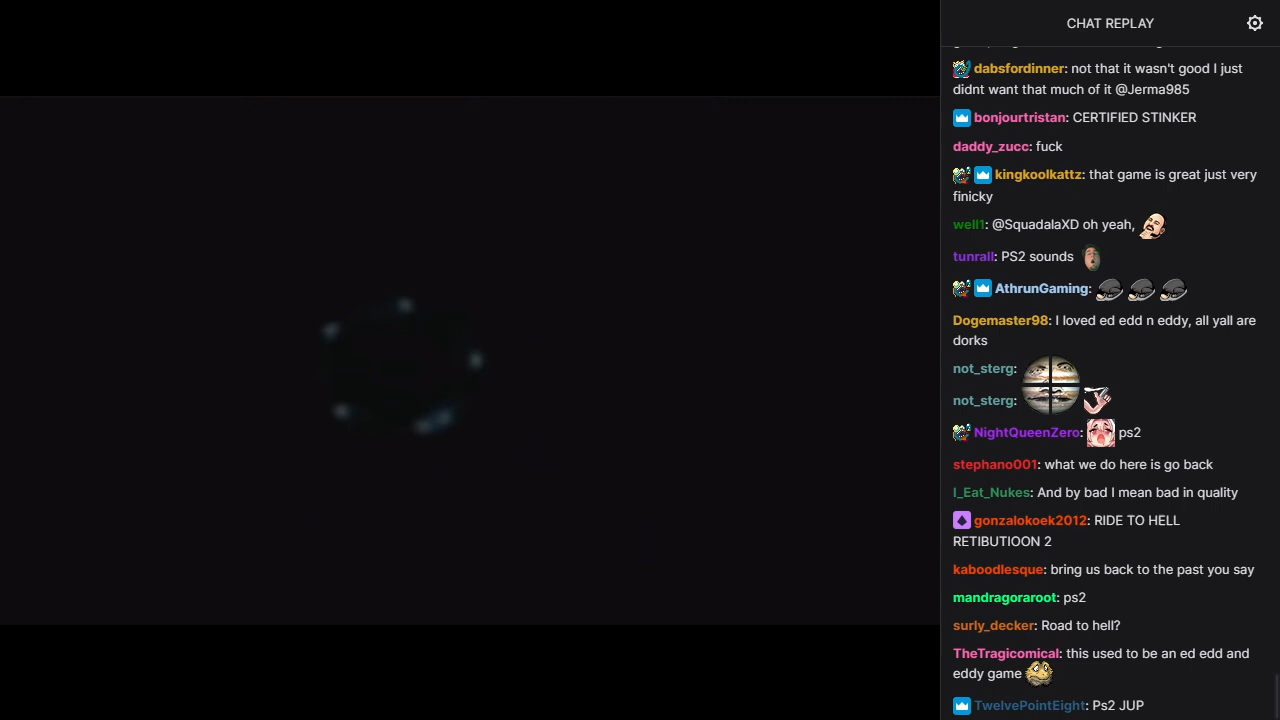 CHAT REPLAY
dabsfordinner: not that it wasn't good I just
didnt want that much of it @Jerma985
bonjourtristan: CERTIFIED STINKER
daddy_zucc: fuck
kingkoolkattz: that game is great just very
finicky
well1: @SquadalaXD oh yeah,
tunrall: PS2 sounds
AthrunGaming:
Dogemaster98: I loved ed edd n eddy, all yall are
dorks
not_sterg:
not_sterg:
NightQueenZero: ps2
stephano001: what we do here is go back
I_Eat_Nukes: And by bad I mean bad in quality
gonzalokoek2012: RIDE TO HELL
RETIBUTIOON 2
kaboodlesque: bring us back to the past you say
mandragoraroot: ps2
surly_decker: Road to hell?
TheTragicomical: this used to be an ed edd and
eddy game
TwelvePointEight: Ps2 JUP